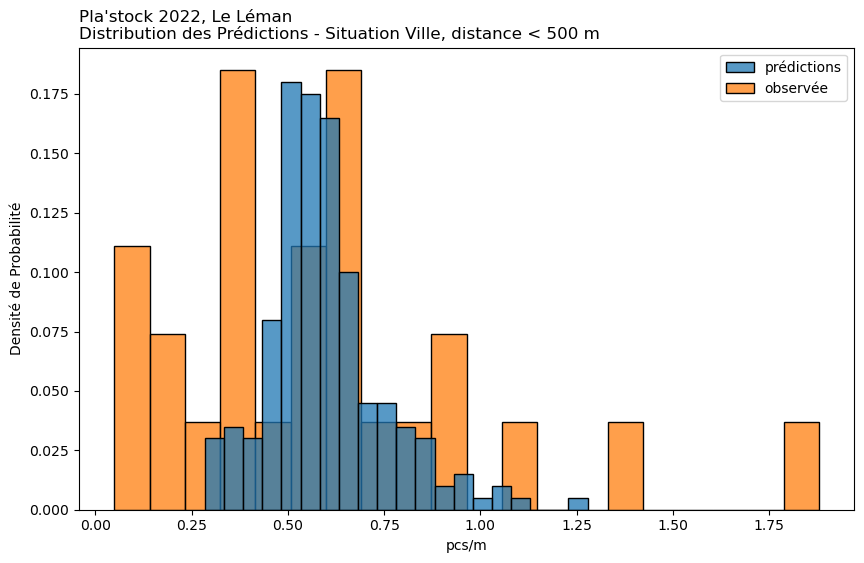 Pla'stock 2022, Le Léman
Distribution des Prédictions - Situation Ville, distance < 500 m
prédictions
observée
Densité de Probabilité
0.175
0.150
0.125
0.100
0.075
0.050
0.025
0.000
0.00 0.25 0.50 0.75 1.00 1.25 1.50 1.75
pcs/m